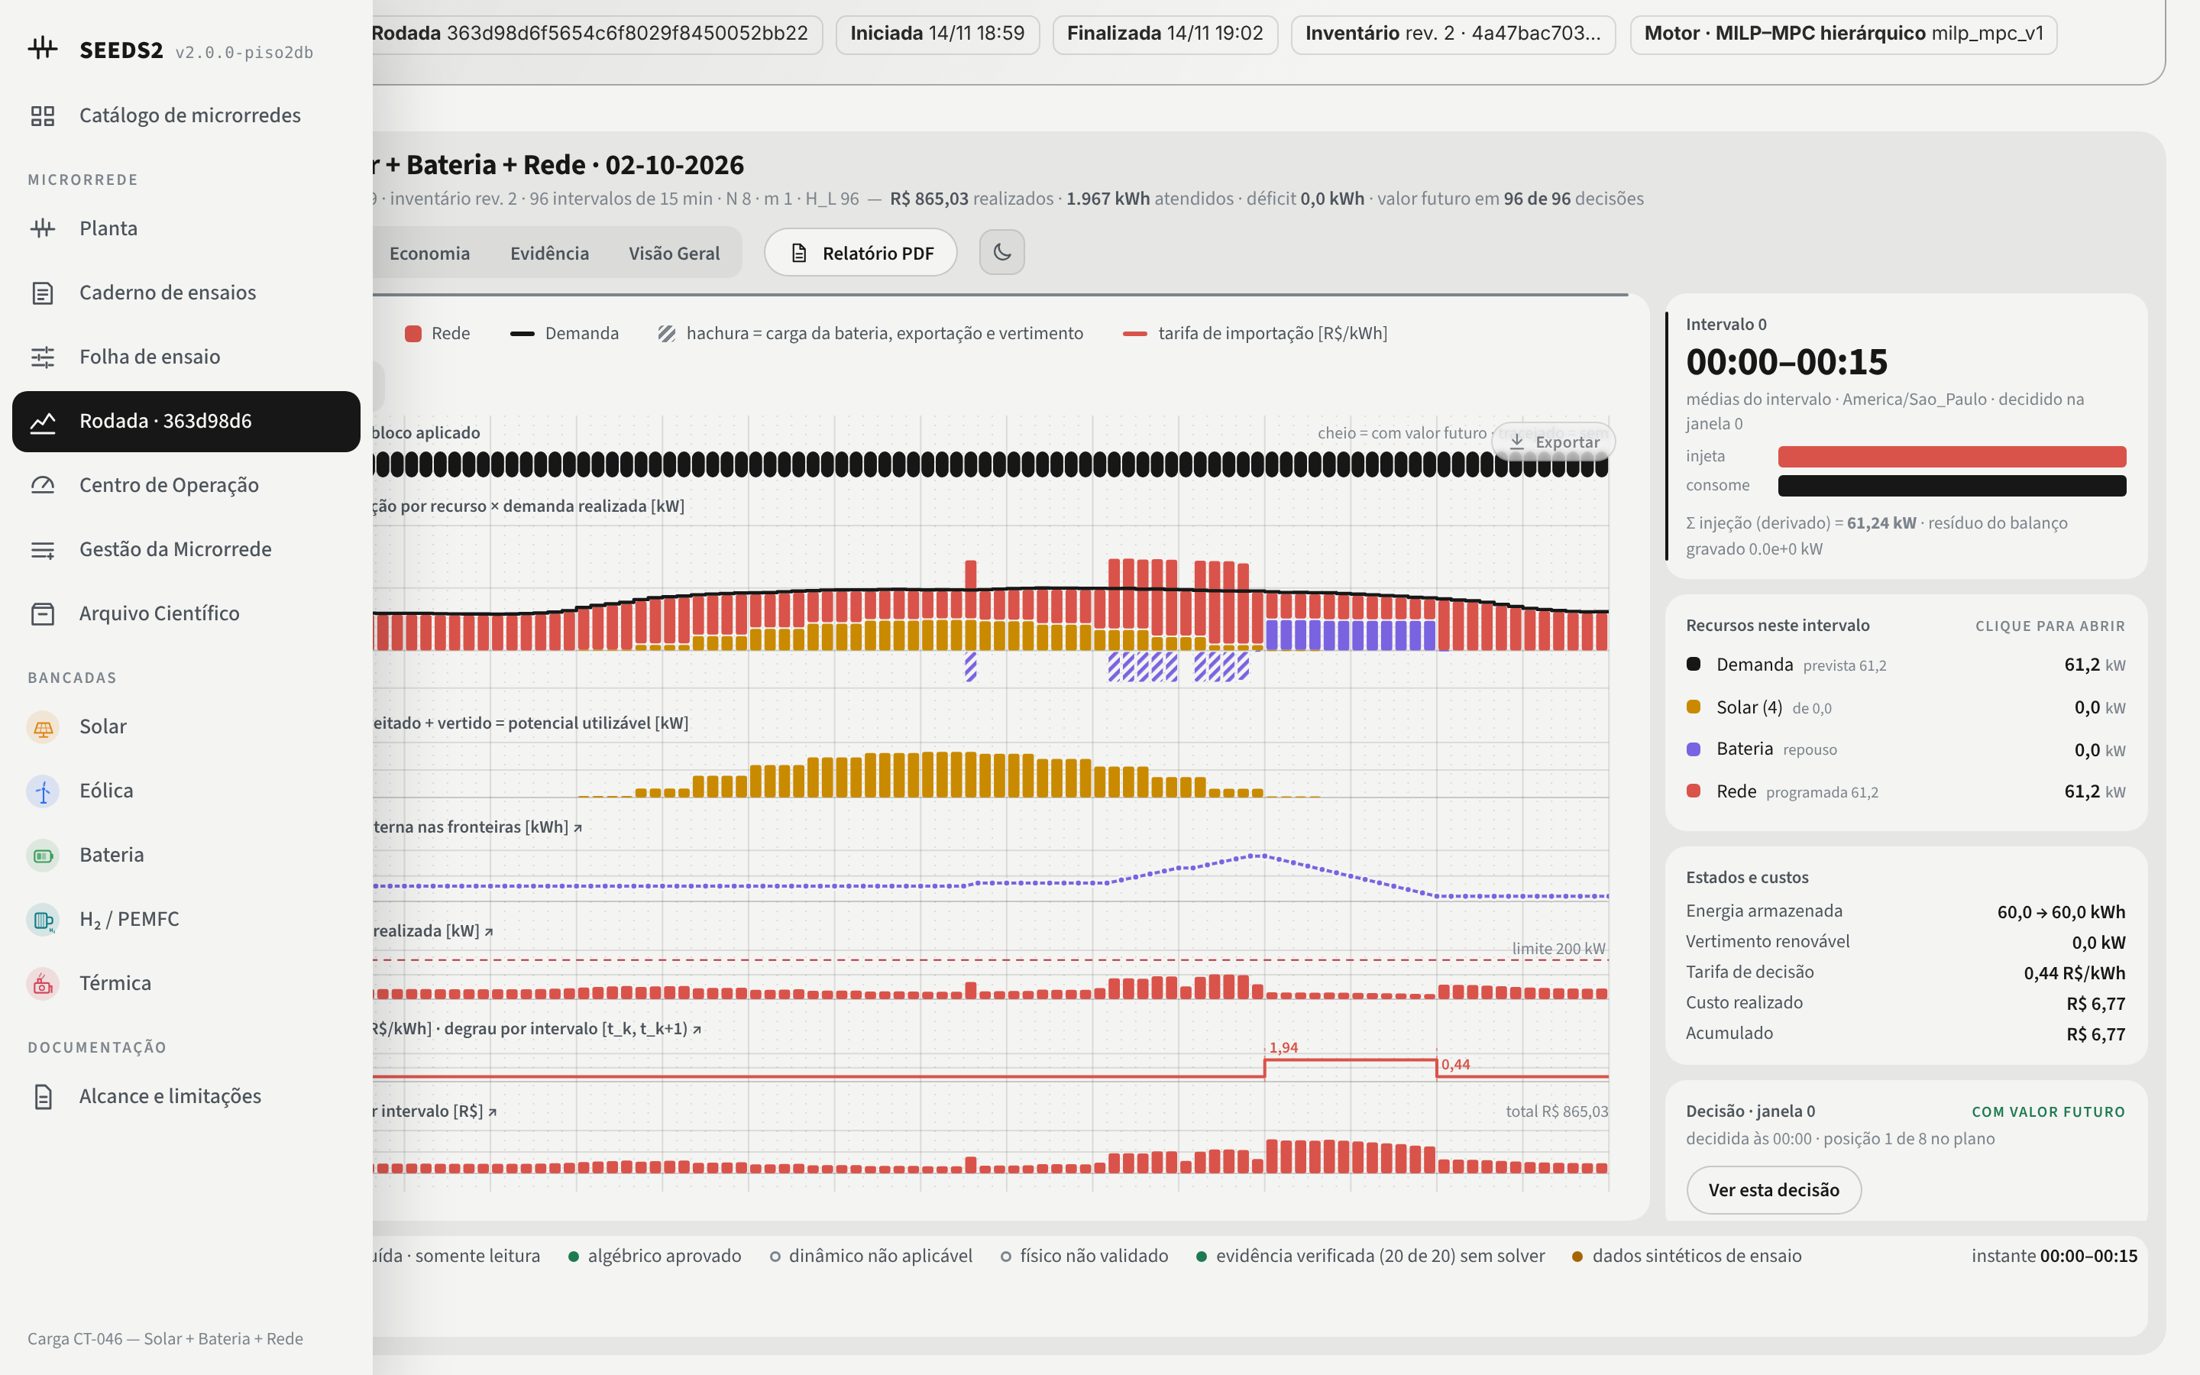 SEEDS2 v2.0.0-piso2db
Catálogo de microrredes
MICRORREDE
Planta
Caderno de ensaios
Folha de ensaio
Rodada · 363d98d6
Centro de Operação
Gestão da Microrrede
Arquivo Científico
BANCADAS
Solar
Eólica
Bateria
H₂ / PEMFC
Térmica
DOCUMENTAÇÃO
Alcance e limitações
Carga CT-046 — Solar + Bateria + Rede
Rodada 363d98d6f5654c6f8029f8450052bb22
Iniciada 14/11 18:59
Finalizada 14/11 19:02
Inventário rev. 2 · 4a47bac703...
Motor · MILP–MPC hierárquico milp_mpc_v1
r + Bateria + Rede · 02-10-2026
9 · inventário rev. 2 · 96 intervalos de 15 min · N 8 · m 1 · H_L 96 — R$ 865,03 realizados · 1.967 kWh atendidos · déficit 0,0 kWh · valor futuro em 96 de 96 decisões
Economia
Evidência
Visão Geral
Relatório PDF
Rede
Demanda
hachura = carga da bateria, exportação e vertimento
tarifa de importação [R$/kWh]
bloco aplicado
cheio = com valor futuro · tracejado = sem
Exportar
ção por recurso × demanda realizada [kW]
eitado + vertido = potencial utilizável [kW]
terna nas fronteiras [kWh] ↗
realizada [kW] ↗
limite 200 kW
R$/kWh] · degrau por intervalo [t_k, t_k+1) ↗
1,94
0,44
r intervalo [R$] ↗
total R$ 865,03
Intervalo 0
00:00–00:15
médias do intervalo · America/Sao_Paulo · decidido na
janela 0
injeta
consome
Σ injeção (derivado) = 61,24 kW · resíduo do balanço
gravado 0.0e+0 kW
Recursos neste intervalo CLIQUE PARA ABRIR
Demanda prevista 61,2 61,2 kW
Solar (4) de 0,0 0,0 kW
Bateria repouso 0,0 kW
Rede programada 61,2 61,2 kW
Estados e custos
Energia armazenada 60,0 → 60,0 kWh
Vertimento renovável 0,0 kW
Tarifa de decisão 0,44 R$/kWh
Custo realizado R$ 6,77
Acumulado R$ 6,77
Decisão · janela 0 COM VALOR FUTURO
decidida às 00:00 · posição 1 de 8 no plano
Ver esta decisão
uída · somente leitura
algébrico aprovado
dinâmico não aplicável
físico não validado
evidência verificada (20 de 20) sem solver
dados sintéticos de ensaio
instante 00:00–00:15